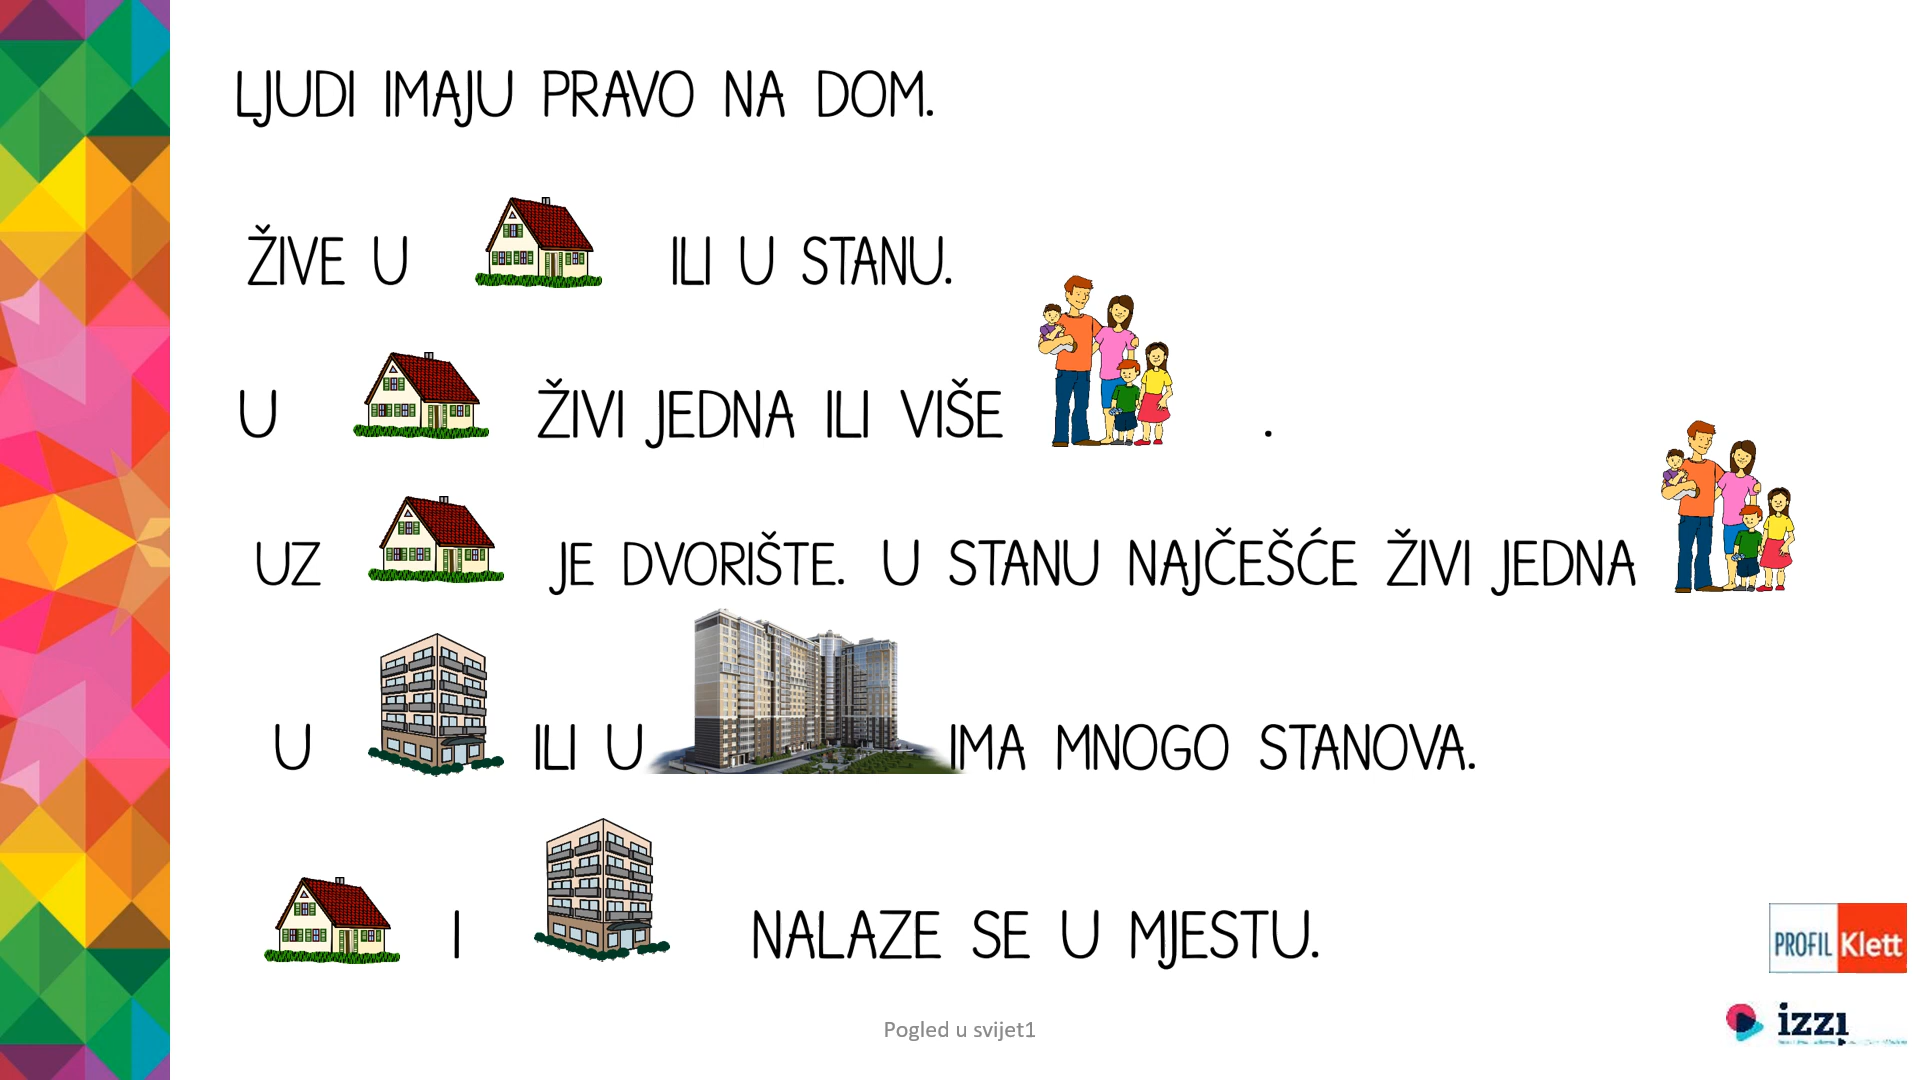 LJUDI IMAJU PRAVO NA DOM.
ŽIVE U ILI U STANU.
U ŽIVI JEDNA ILI VIŠE .
UZ JE DVORIŠTE. U STANU NAJČEŠĆE ŽIVI JEDNA
U ILI U IMA MNOGO STANOVA.
I NALAZE SE U MJESTU.
PROFIL Klett
izzi
Pogled u svijet1